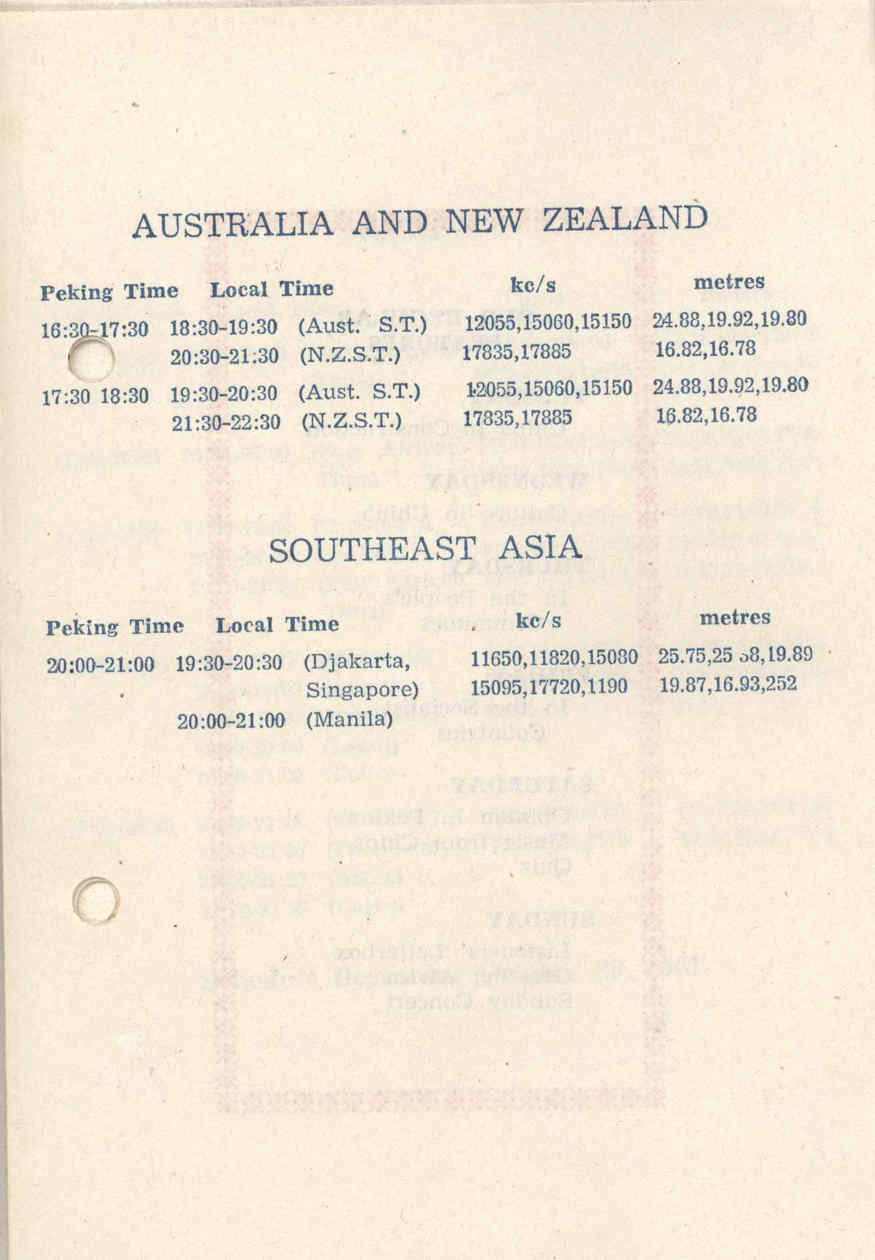 AUSTRALIA AND NEW ZEALAND
Peking Time Local Time kc/s metres
16:30-17:30 18:30-19:30 (Aust. S.T.) 12055,15060,15150 24.88,19.92,19.80
20:30-21:30 (N.Z.S.T.) 17835,17885 16.82,16.78
17:30 18:30 19:30-20:30 (Aust. S.T.) 12055,15060,15150 24.88,19.92,19.80
21:30-22:30 (N.Z.S.T.) 17835,17885 16.82,16.78
SOUTHEAST ASIA
Peking Time Local Time kc/s metres
20:00-21:00 19:30-20:30 (Djakarta, 11650,11820,15080 25.75,25 8,19.89
Singapore) 15095,17720,1190 19.87,16.93,252
20:00-21:00 (Manila)